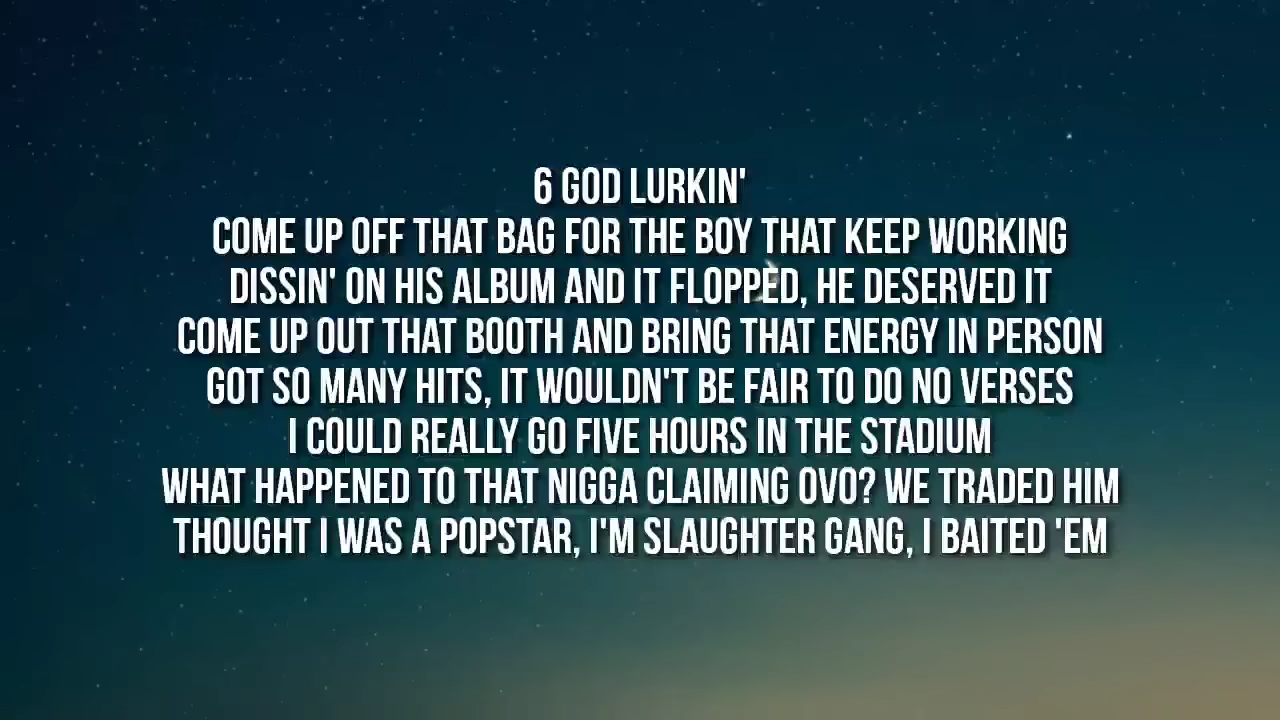 6 GOD LURKIN'
COME UP OFF THAT BAG FOR THE BOY THAT KEEP WORKING
DISSIN' ON HIS ALBUM AND IT FLOPPED, HE DESERVED IT
COME UP OUT THAT BOOTH AND BRING THAT ENERGY IN PERSON
GOT SO MANY HITS, IT WOULDN'T BE FAIR TO DO NO VERSES
I COULD REALLY GO FIVE HOURS IN THE STADIUM
WHAT HAPPENED TO THAT NIGGA CLAIMING OVO? WE TRADED HIM
THOUGHT I WAS A POPSTAR, I'M SLAUGHTER GANG, I BAITED 'EM